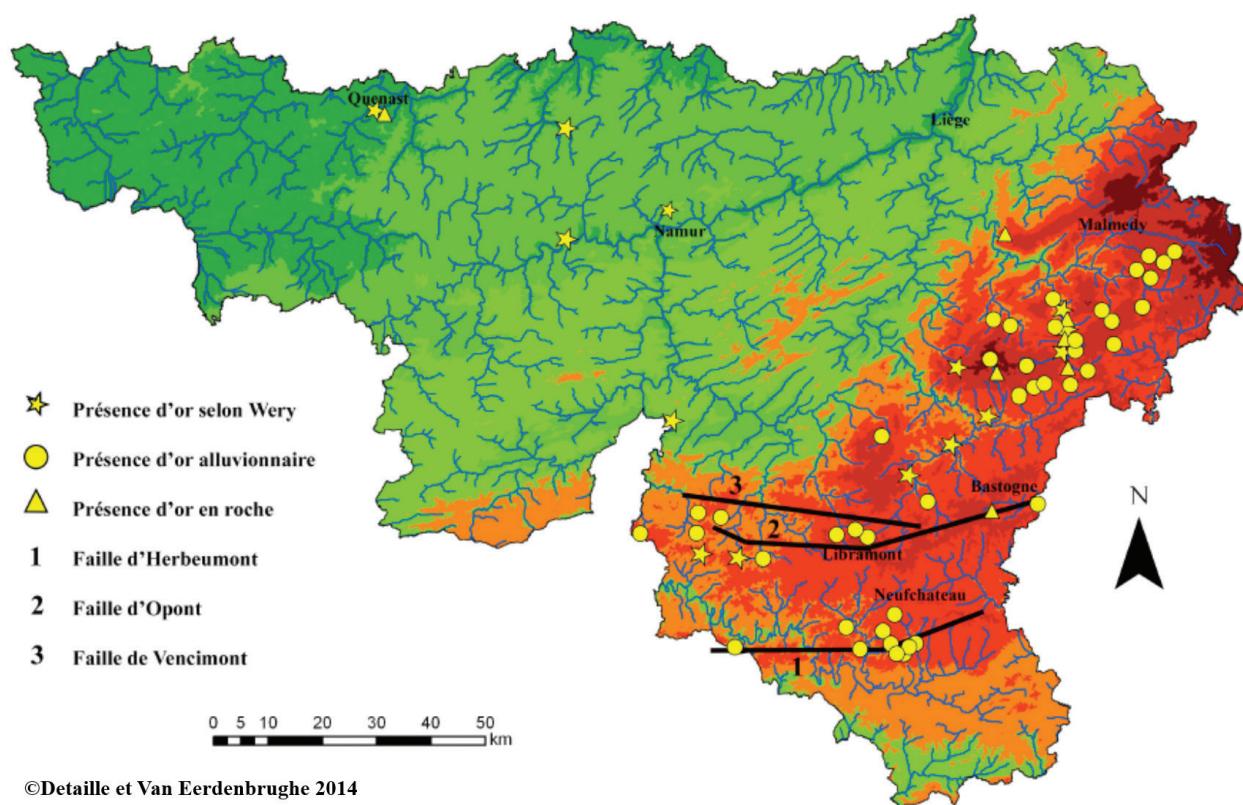 Quenast
Liège
Namur
Malmedy
Présence d'or selon Wery
Présence d'or alluvionnaire
Présence d'or en roche
1 Faille d'Herbeumont
2 Faille d'Opont
3 Faille de Vencimont
3
Bastogne
N
2
Libramont
Neufchateau
1
0 5 10 20 30 40 50
km
©Detaille et Van Eerdenbrughe 2014